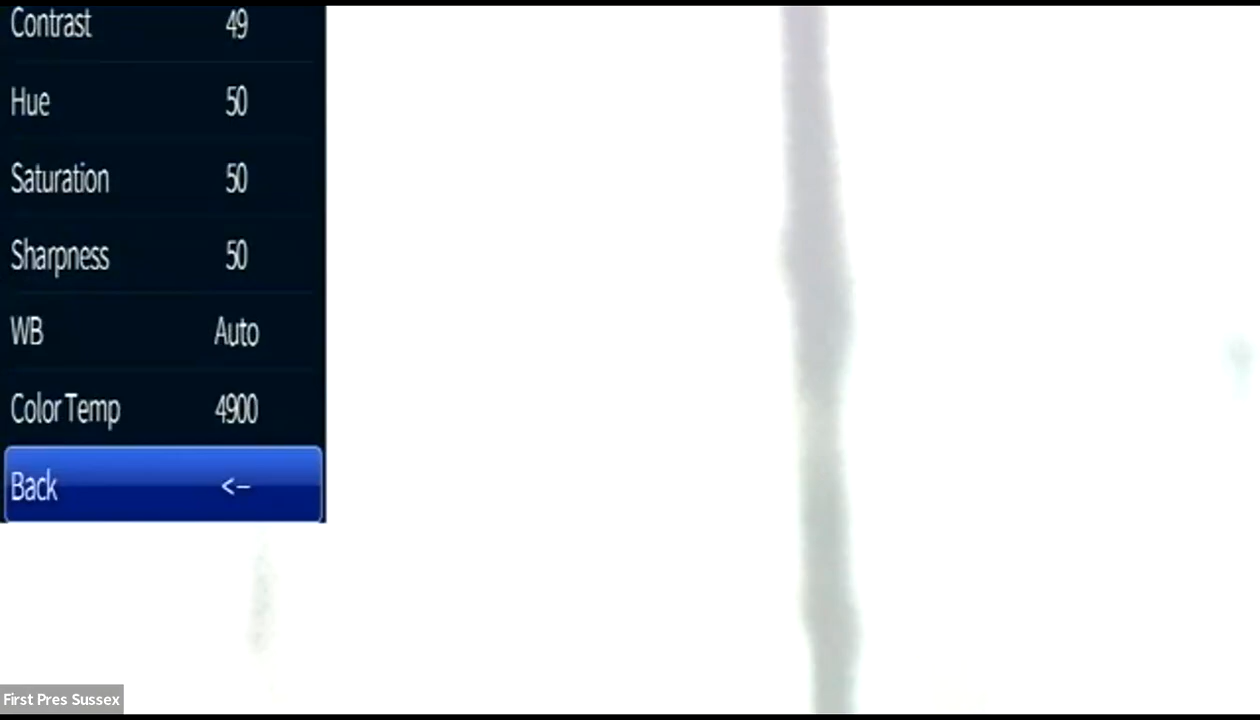 Contrast 49
Hue 50
Saturation 50
Sharpness 50
WB Auto
Color Temp 4900
Back <-
First Pres Sussex